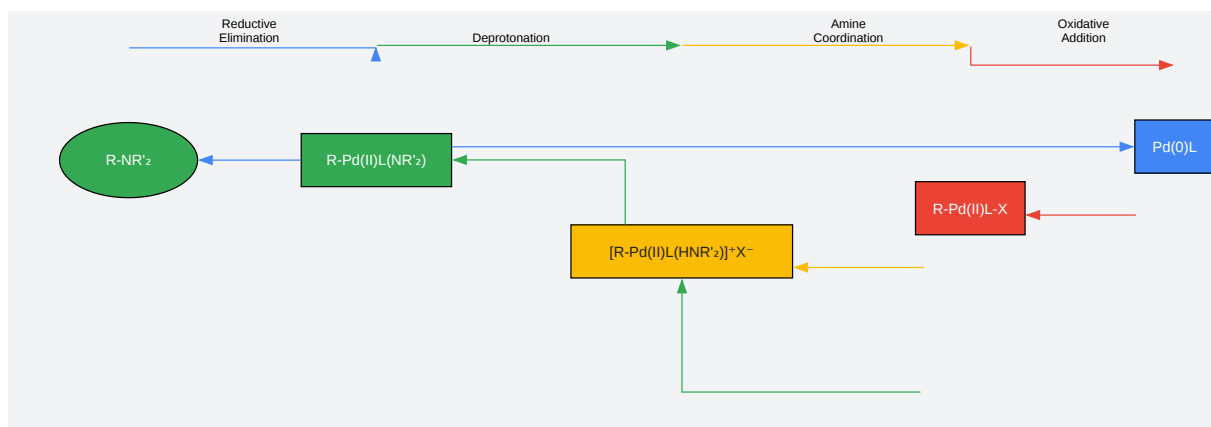 Reductive
Elimination
Deprotonation
Amine
Coordination
Oxidative
Addition
R-NR'₂
R-Pd(II)L(NR'₂)
Pd(0)L
R-Pd(II)L-X
[R-Pd(II)L(HNR'₂)]⁺X⁻